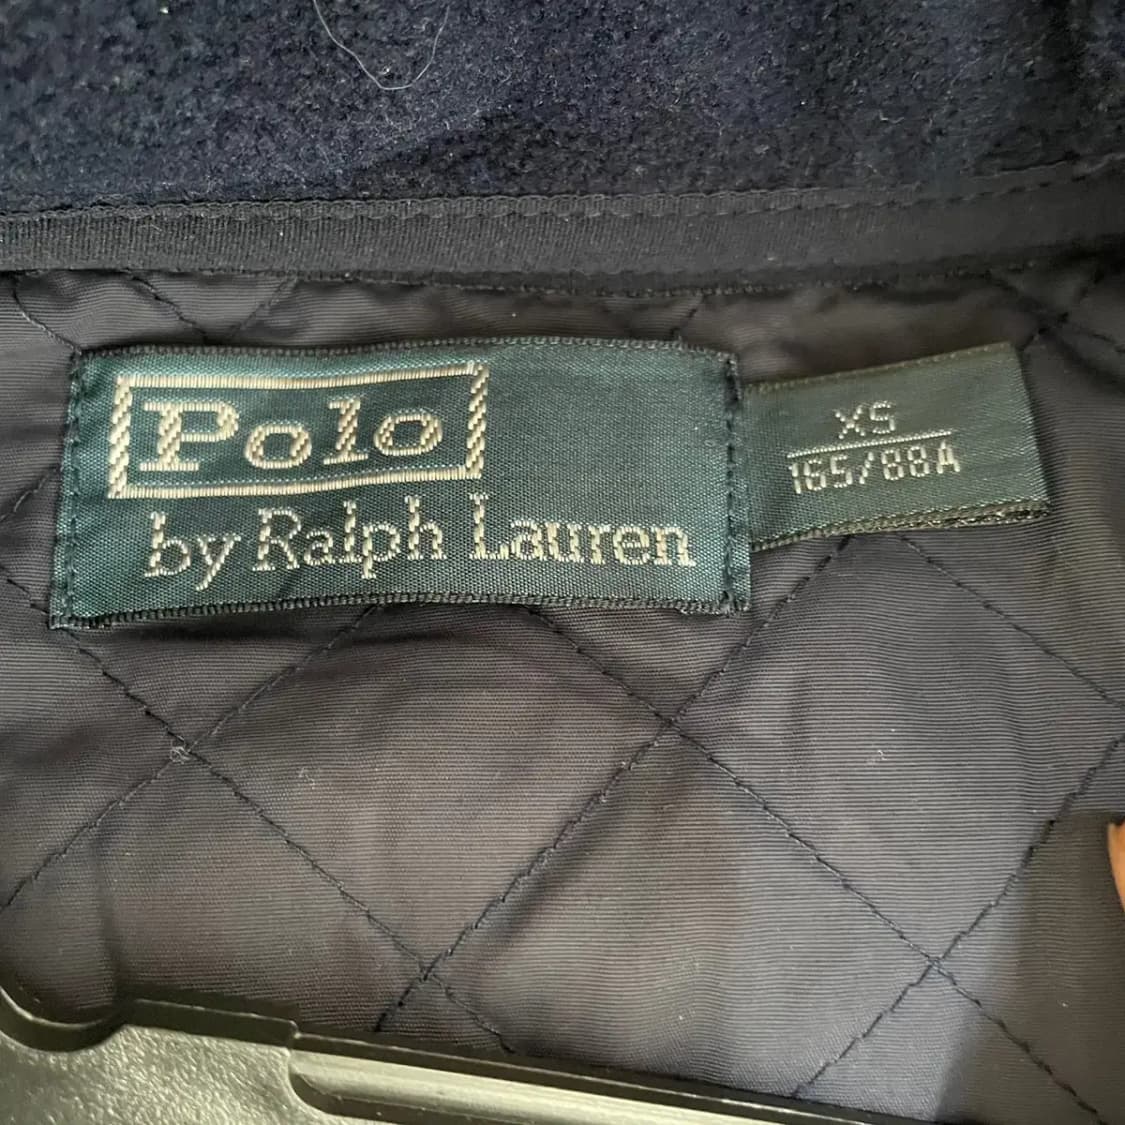 Polo
by Ralph Lauren
XS
165/88A